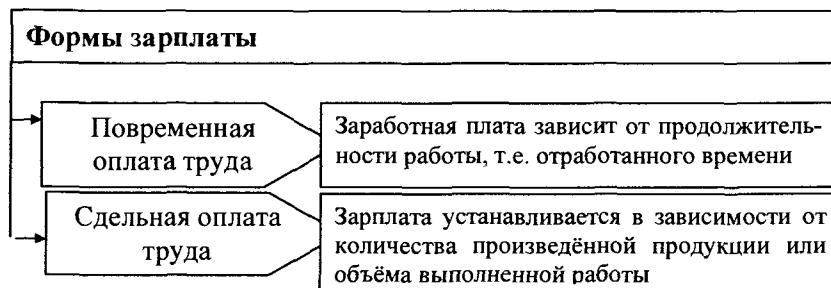 Формы зарплаты
Повременная
оплата труда
Заработная плата зависит от продолжитель-
ности работы, т.е. отработанного времени
Сдельная оплата
труда
Зарплата устанавливается в зависимости от
количества произведённой продукции или
объёма выполненной работы